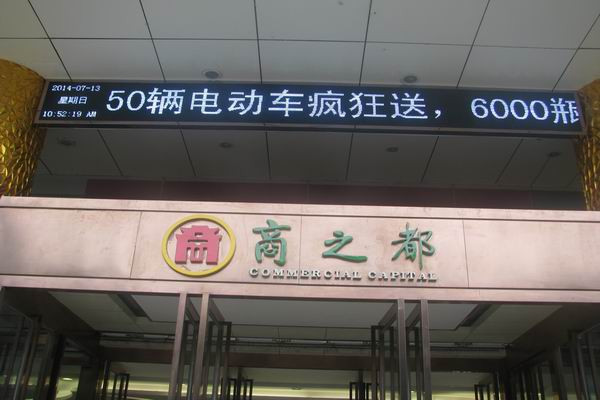 2014-07-13
星期日
10:52:19 AM
50辆电动车疯狂送，6000瓶
商之都
COMMERCIAL CAPITAL